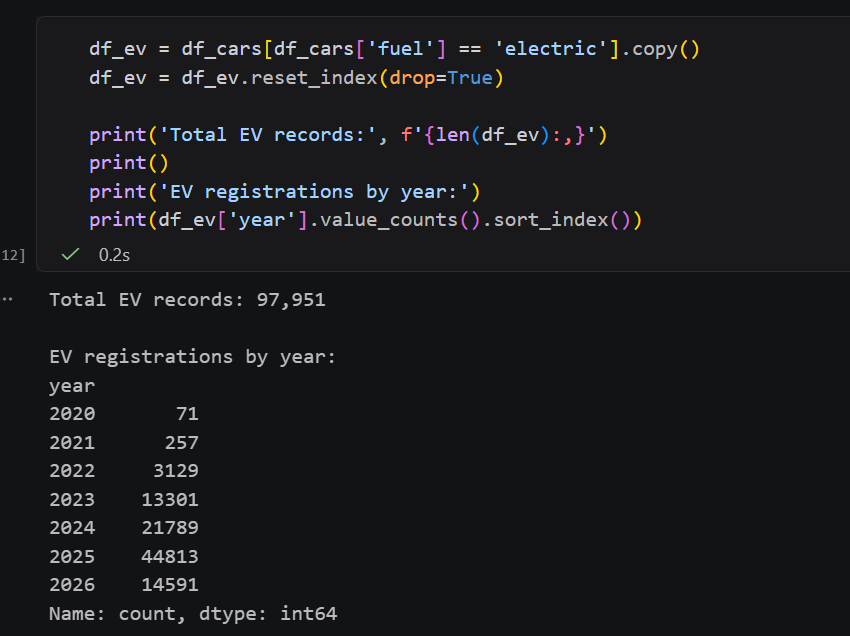 df_ev = df_cars[df_cars['fuel'] == 'electric'].copy()
df_ev = df_ev.reset_index(drop=True)
print('Total EV records:', f'{len(df_ev):,}')
print()
print('EV registrations by year:')
print(df_ev['year'].value_counts().sort_index())
12] 0.2s
Total EV records: 97,951
EV registrations by year:
year
2020 71
2021 257
2022 3129
2023 13301
2024 21789
2025 44813
2026 14591
Name: count, dtype: int64